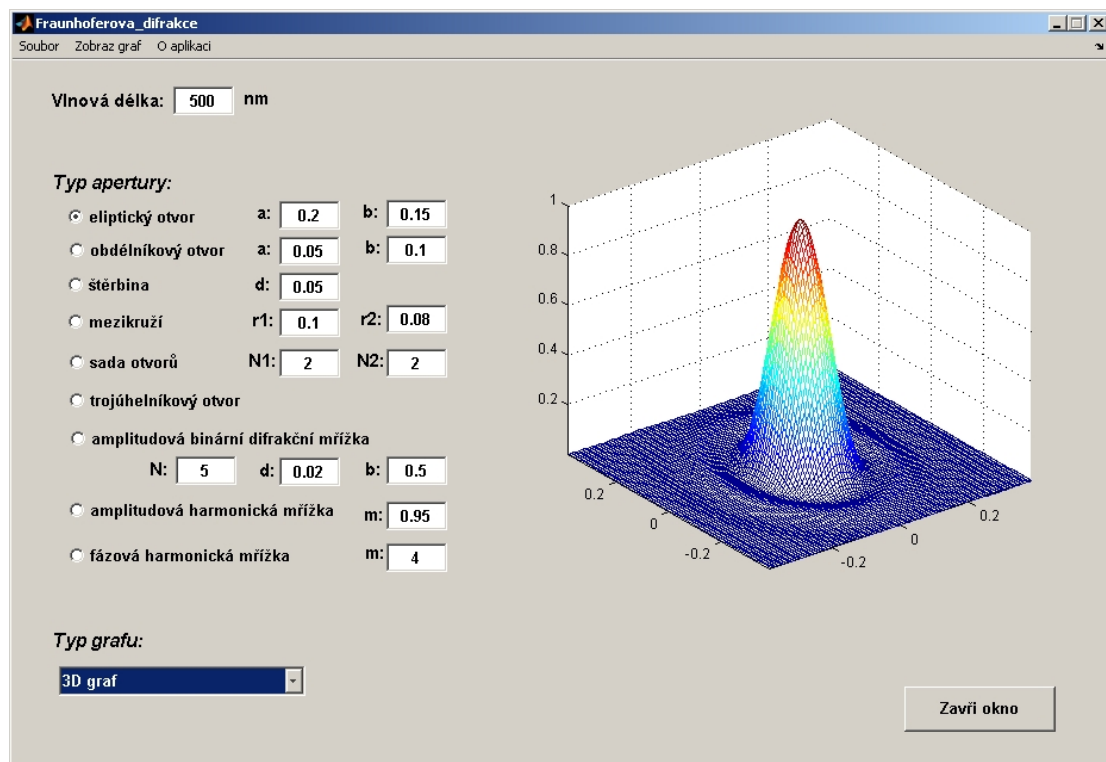 Fraunhoferova_difrakce
Soubor Zobraz graf O aplikaci
Vlnová délka: 500 nm
Typ apertury:
eliptický otvor a: 0.2 b: 0.15
obdélníkový otvor a: 0.05 b: 0.1
štěrbina d: 0.05
mezikruží r1: 0.1 r2: 0.08
sada otvorů N1: 2 N2: 2
trojúhelníkový otvor
amplitudová binární difrakční mřížka
N: 5 d: 0.02 b: 0.5
amplitudová harmonická mřížka m: 0.95
fázová harmonická mřížka m: 4
Typ grafu:
3D graf
1
0.8
0.6
0.4
0.2
0.2
0
-0.2
-0.2
0
0.2
Zavři okno